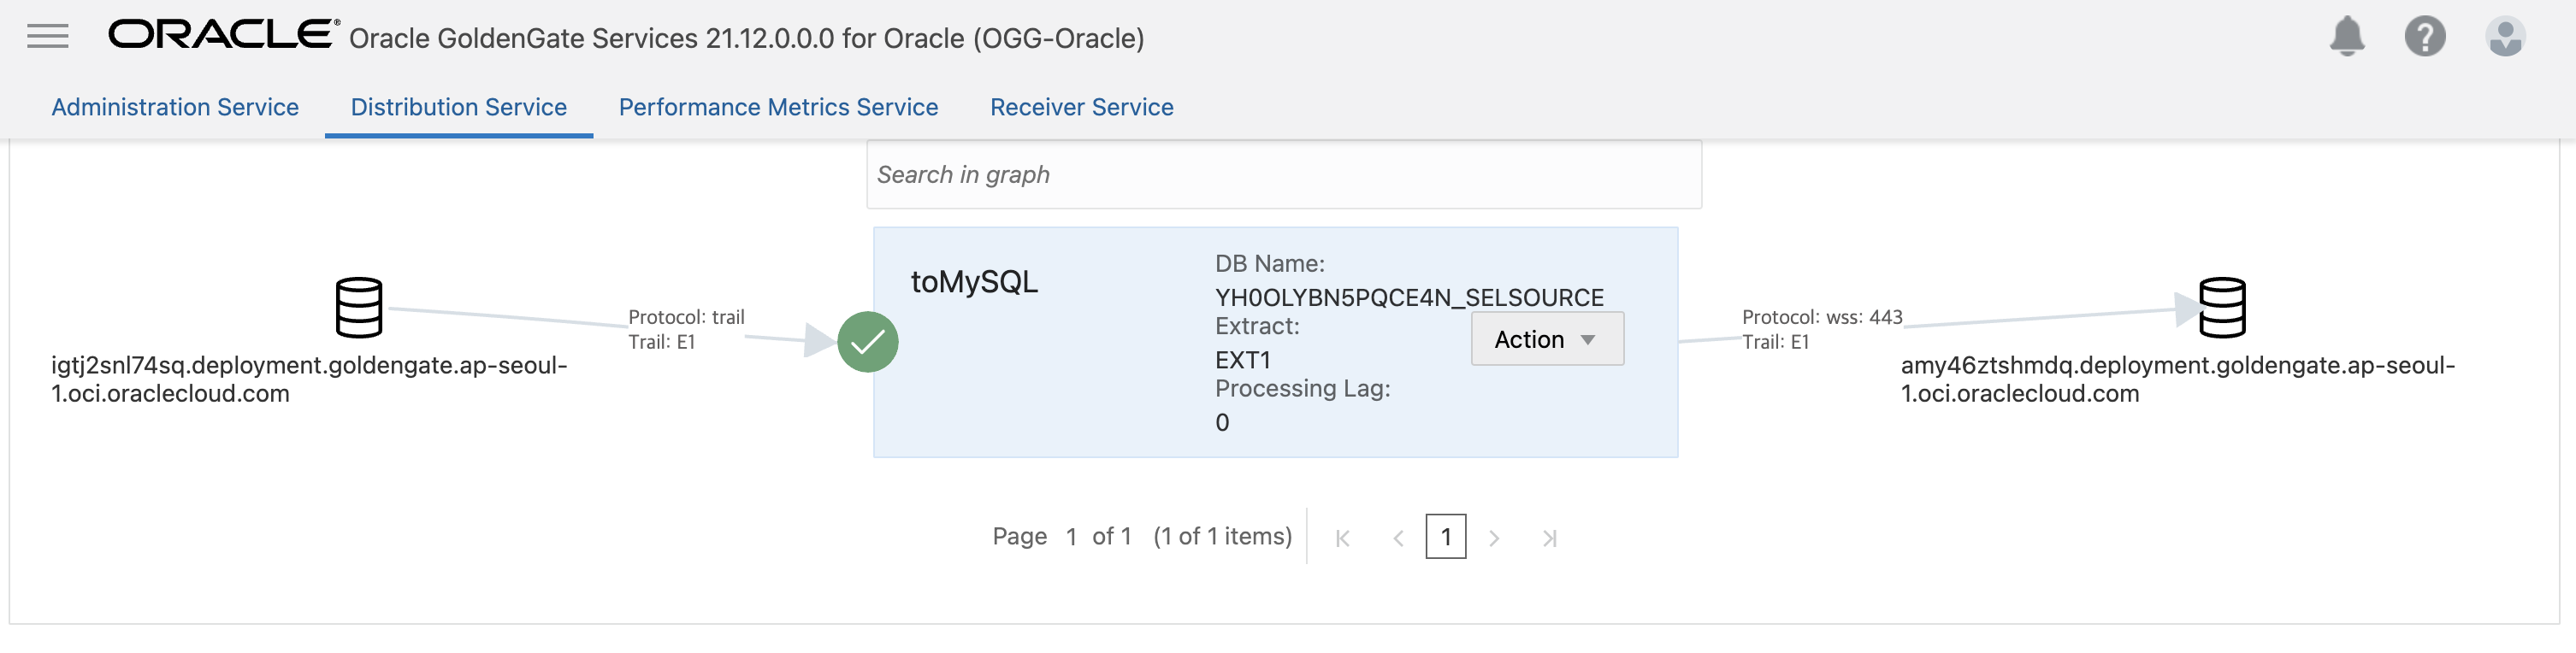 ORACLE® Oracle GoldenGate Services 21.12.0.0.0 for Oracle (OGG-Oracle)
Administration Service Distribution Service Performance Metrics Service Receiver Service
Search in graph
igtj2snl74sq.deployment.goldengate.ap-seoul-
1.oci.oraclecloud.com
Protocol: trail
Trail: E1
toMySQL
DB Name:
YH0OLYBN5PQCE4N_SELSOURCE
Extract:
EXT1
Processing Lag:
0
Action
Protocol: wss: 443
Trail: E1
amy46ztshmdq.deployment.goldengate.ap-seoul-
1.oci.oraclecloud.com
Page 1 of 1 (1 of 1 items) 1